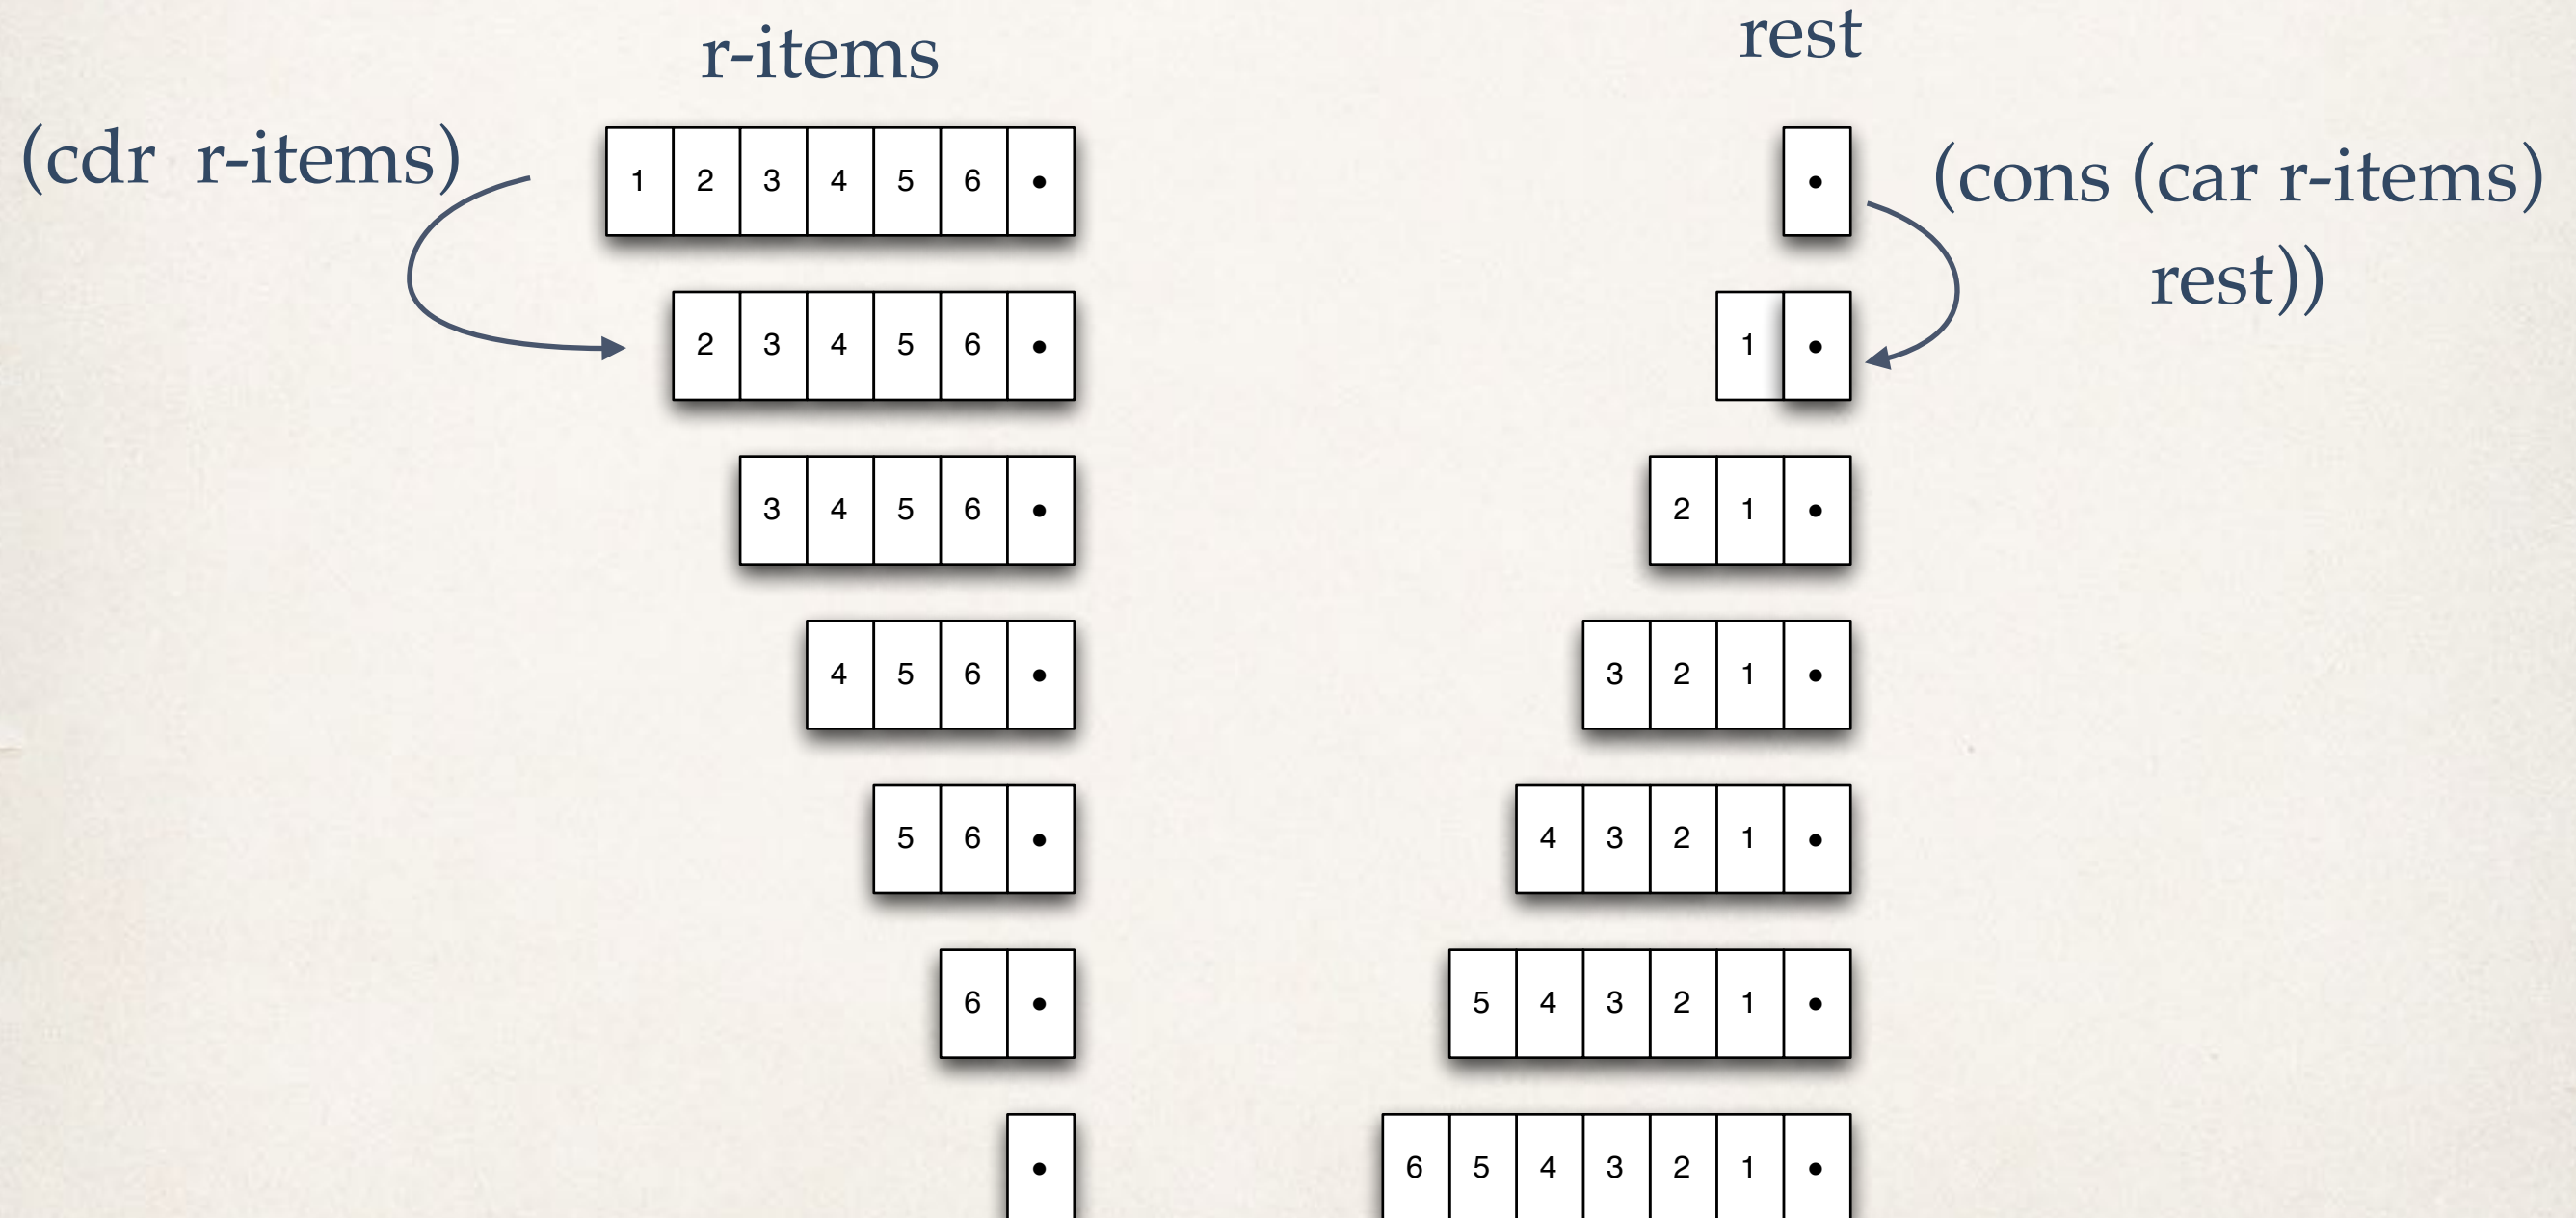 r-items rest
(cdr r-items) (cons (car r-items)
rest))
1 2 3 4 5 6 • •
2 3 4 5 6 • 1 •
3 4 5 6 • 2 1 •
4 5 6 • 3 2 1 •
5 6 • 4 3 2 1 •
6 • 5 4 3 2 1 •
• 6 5 4 3 2 1 •